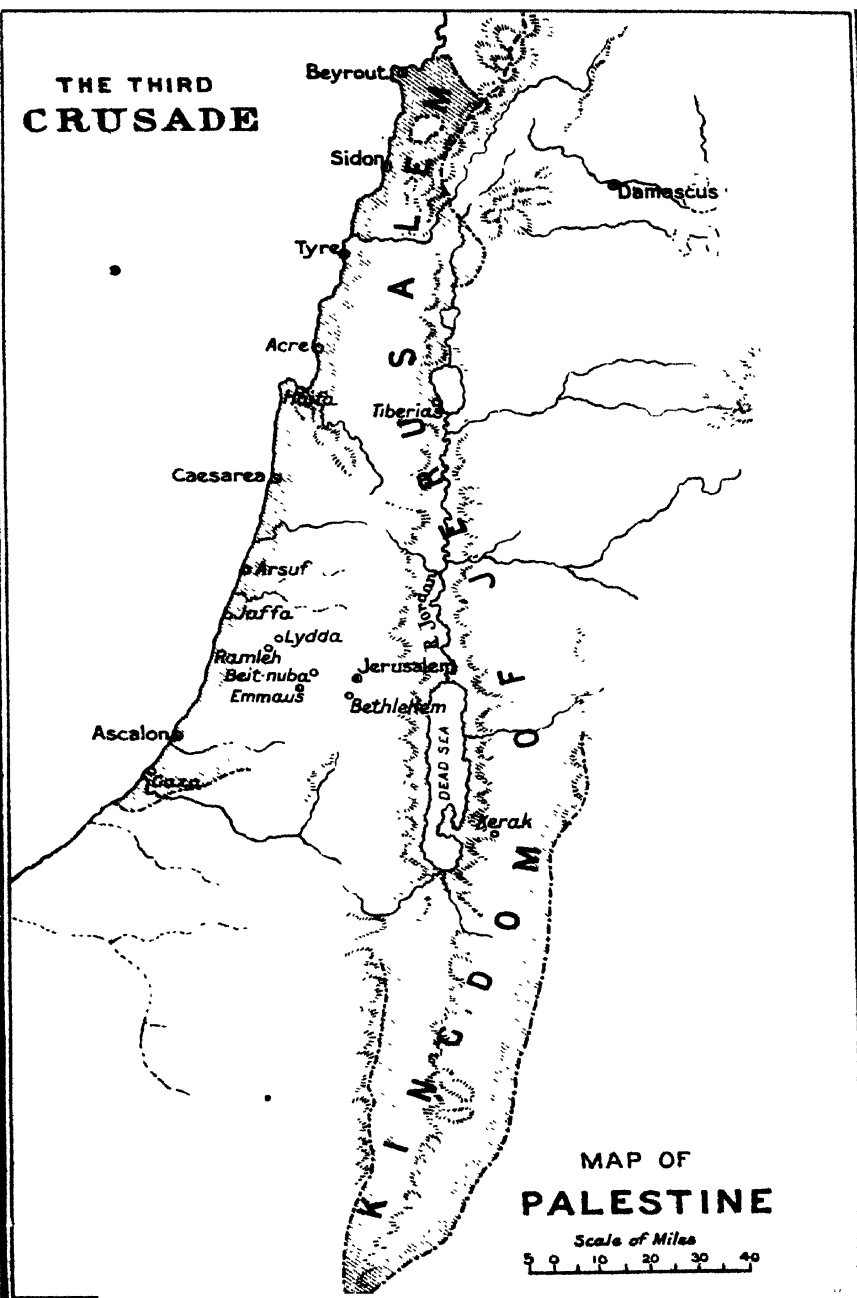 THE THIRD
CRUSADE
Beyrout
Sidon
Damascus
Tyre
Acre
Haifa
Tiberias
Caesarea
Arsuf
R. Jordan
Jaffa
Lydda
Ramleh
Jerusalem
Beit-nuba
Emmaus
Bethlehem
Ascalon
DEAD SEA
Gaza
Kerak
KINGDOM OF JERUSALEM
MAP OF
PALESTINE
Scale of Miles
5 0 10 20 30 40